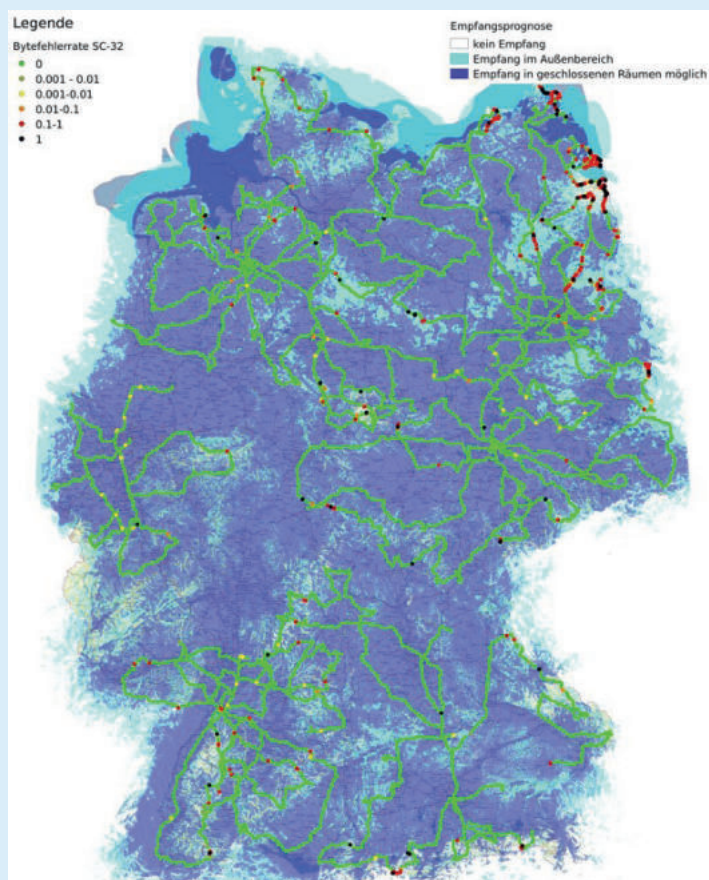 Legende
Bytefehlerrate SC-32
0
0.001 - 0.01
0.001-0.01
0.01-0.1
0.1-1
1
Empfangsprognose
kein Empfang
Empfang im Außenbereich
Empfang in geschlossenen Räumen möglich